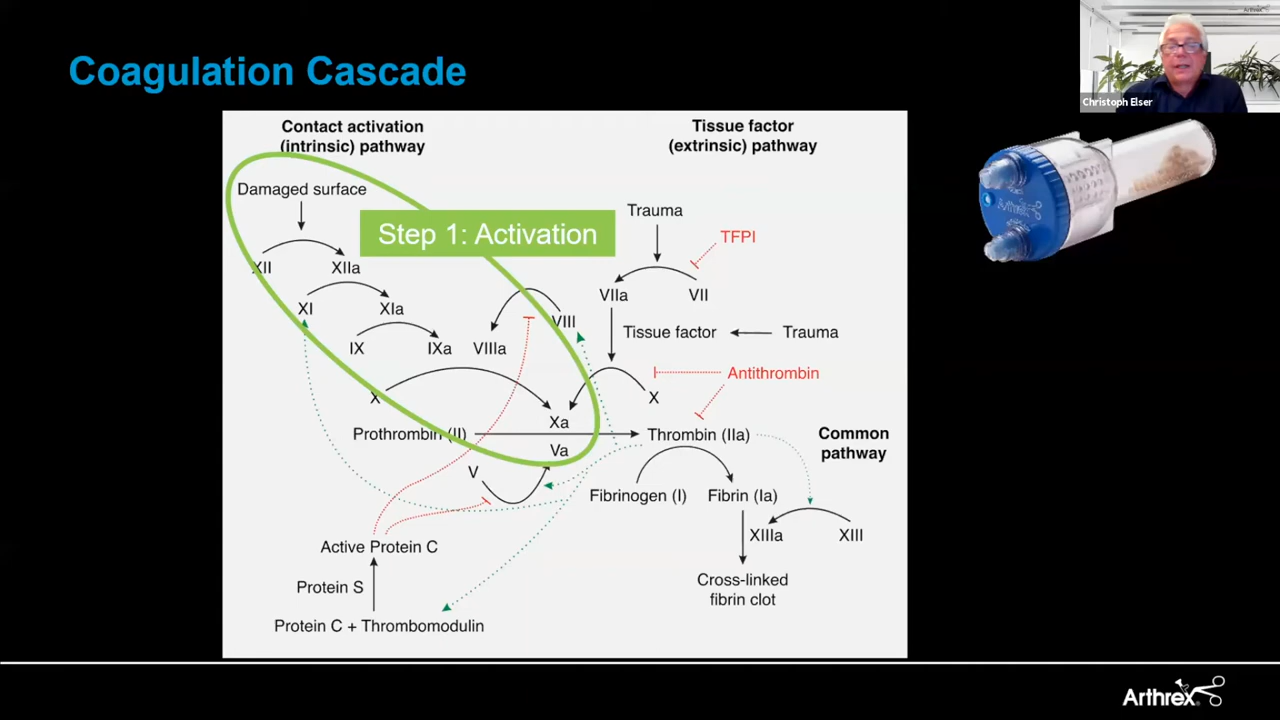 Coagulation Cascade
Arthrex
Christoph Elser
Contact activation
(intrinsic) pathway
Tissue factor
(extrinsic) pathway
Damaged surface
Step 1: Activation
Trauma
TFPI
XII
XIIa
VIIa
VII
XI
XIa
VIII
Tissue factor
Trauma
IX
IXa
VIIIa
Antithrombin
X
X
Xa
Prothrombin (II)
Thrombin (IIa)
Common
pathway
Va
V
Fibrinogen (I)
Fibrin (Ia)
XIIIa
XIII
Active Protein C
Protein S
Cross-linked
fibrin clot
Protein C + Thrombomodulin
Arthrex